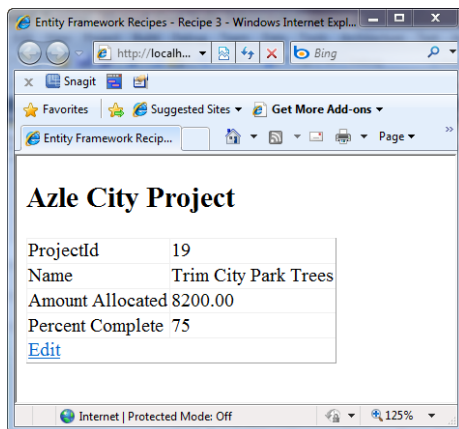 Entity Framework Recipes - Recipe 3 - Windows Internet Expl...
http://localh...
Bing
x Snagit
Favorites Suggested Sites Get More Add-ons
Entity Framework Recip... Page »
Azle City Project
ProjectId 19
Name Trim City Park Trees
Amount Allocated 8200.00
Percent Complete 75
Edit
Internet | Protected Mode: Off 125%